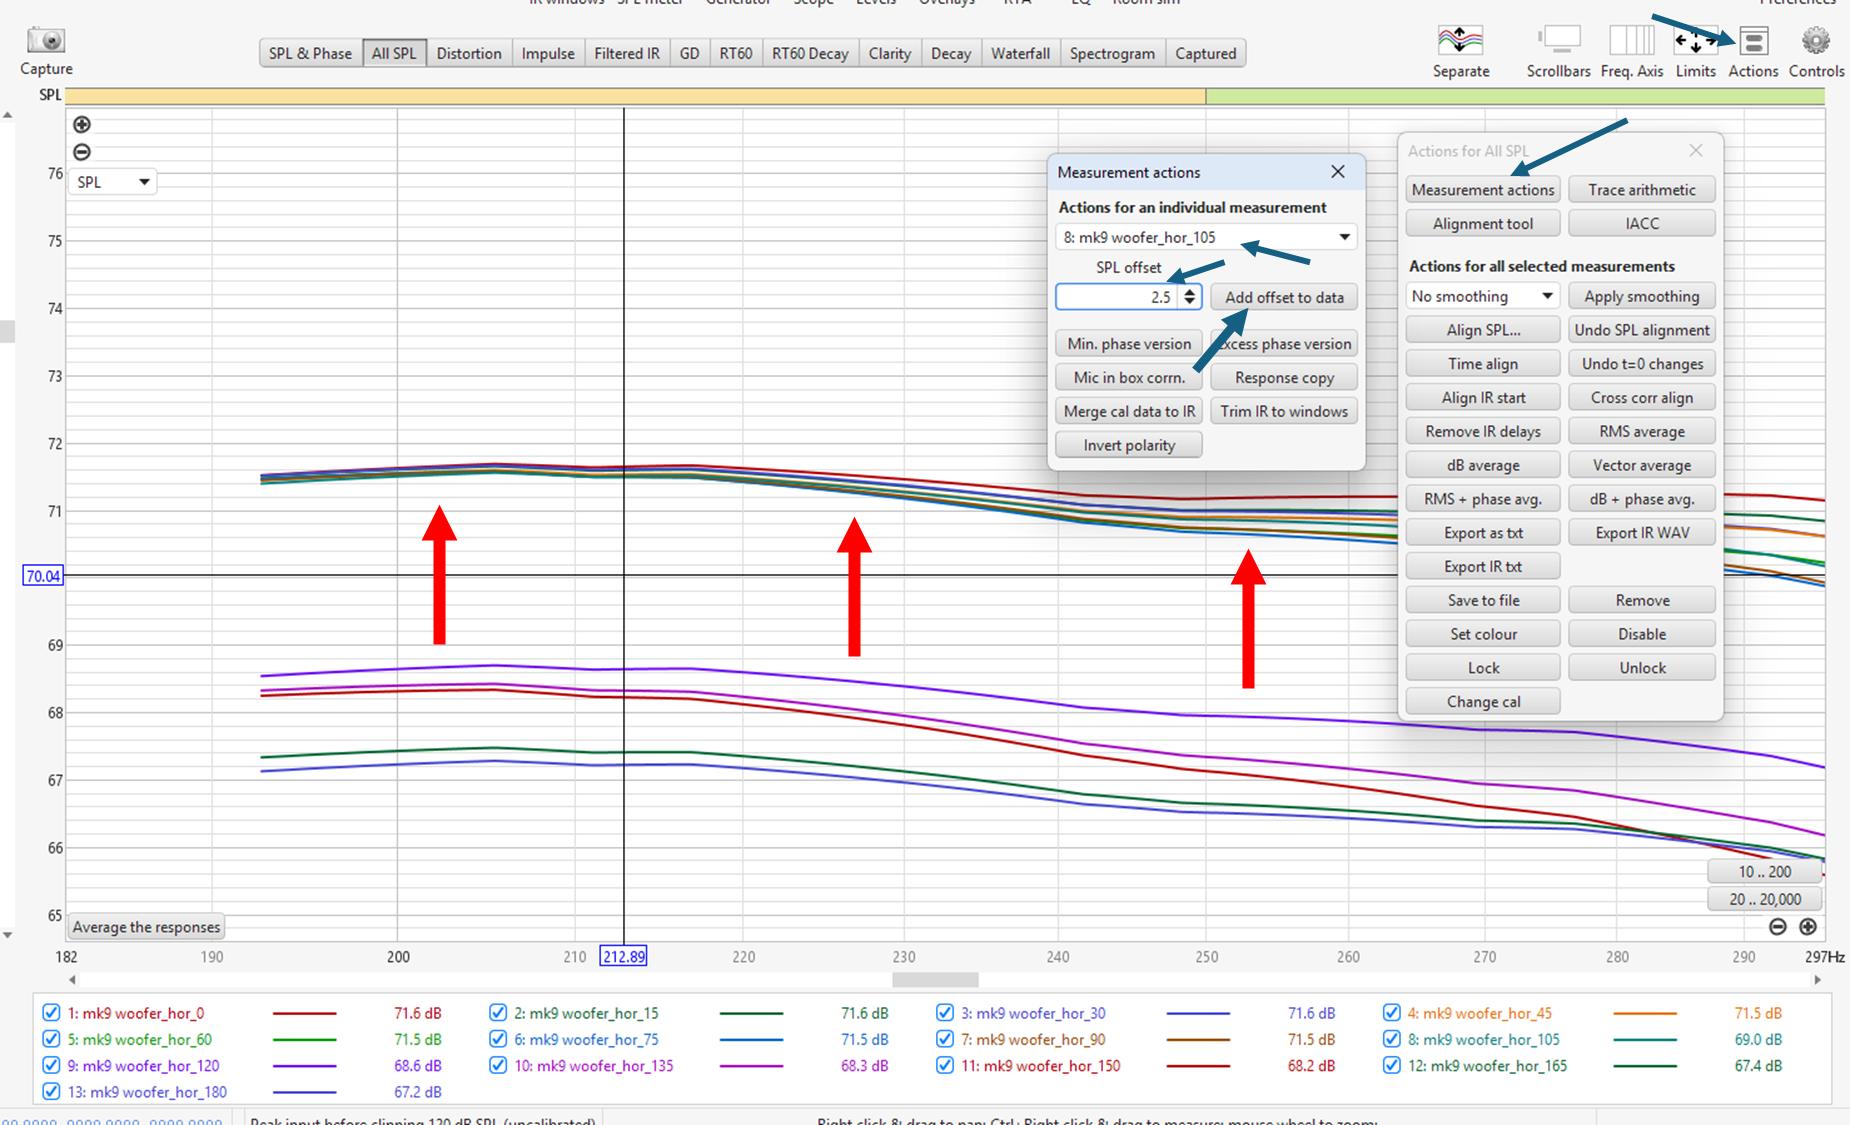 IR windows SPL meter Generator Scope Levels Overlays RTA EQ Room sim Preferences
Capture
SPL & Phase All SPL Distortion Impulse Filtered IR GD RT60 RT60 Decay Clarity Decay Waterfall Spectrogram Captured
Separate Scrollbars Freq. Axis Limits Actions Controls
SPL
SPL
76
75
74
73
72
71
70.04
69
68
67
66
65
Measurement actions
Actions for an individual measurement
8: mk9 woofer_hor_105
SPL offset
2.5 Add offset to data
Min. phase version Excess phase version
Mic in box corrn. Response copy
Merge cal data to IR Trim IR to windows
Invert polarity
Actions for All SPL
Measurement actions Trace arithmetic
Alignment tool IACC
Actions for all selected measurements
No smoothing Apply smoothing
Align SPL... Undo SPL alignment
Time align Undo t=0 changes
Align IR start Cross corr align
Remove IR delays RMS average
dB average Vector average
RMS + phase avg. dB + phase avg.
Export as txt Export IR WAV
Export IR txt
Save to file Remove
Set colour Disable
Lock Unlock
Change cal
10 .. 200
20 .. 20,000
Average the responses
182 190 200 210 212.89 220 230 240 250 260 270 280 290 297Hz
1: mk9 woofer_hor_0 71.6 dB 2: mk9 woofer_hor_15 71.6 dB 3: mk9 woofer_hor_30 71.6 dB 4: mk9 woofer_hor_45 71.5 dB
5: mk9 woofer_hor_60 71.5 dB 6: mk9 woofer_hor_75 71.5 dB 7: mk9 woofer_hor_90 71.5 dB 8: mk9 woofer_hor_105 69.0 dB
9: mk9 woofer_hor_120 68.6 dB 10: mk9 woofer_hor_135 68.3 dB 11: mk9 woofer_hor_150 68.2 dB 12: mk9 woofer_hor_165 67.4 dB
13: mk9 woofer_hor_180 67.2 dB
Peak input before clipping 120 dB SPL (uncalibrated) Right click & drag to pan; Ctrl+Right click & drag to measure; mouse wheel to zoom;